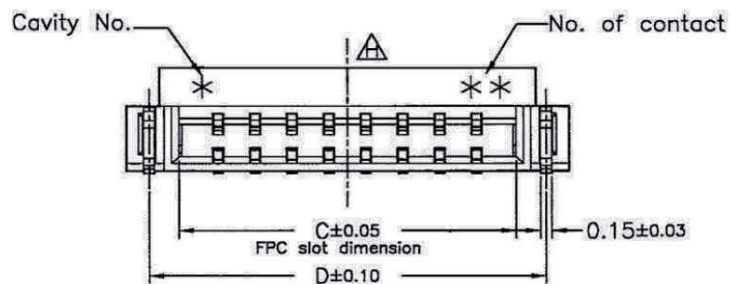 Cavity No.
H
No. of contact
* **
C±0.05
FPC slot dimension
0.15±0.03
D±0.10